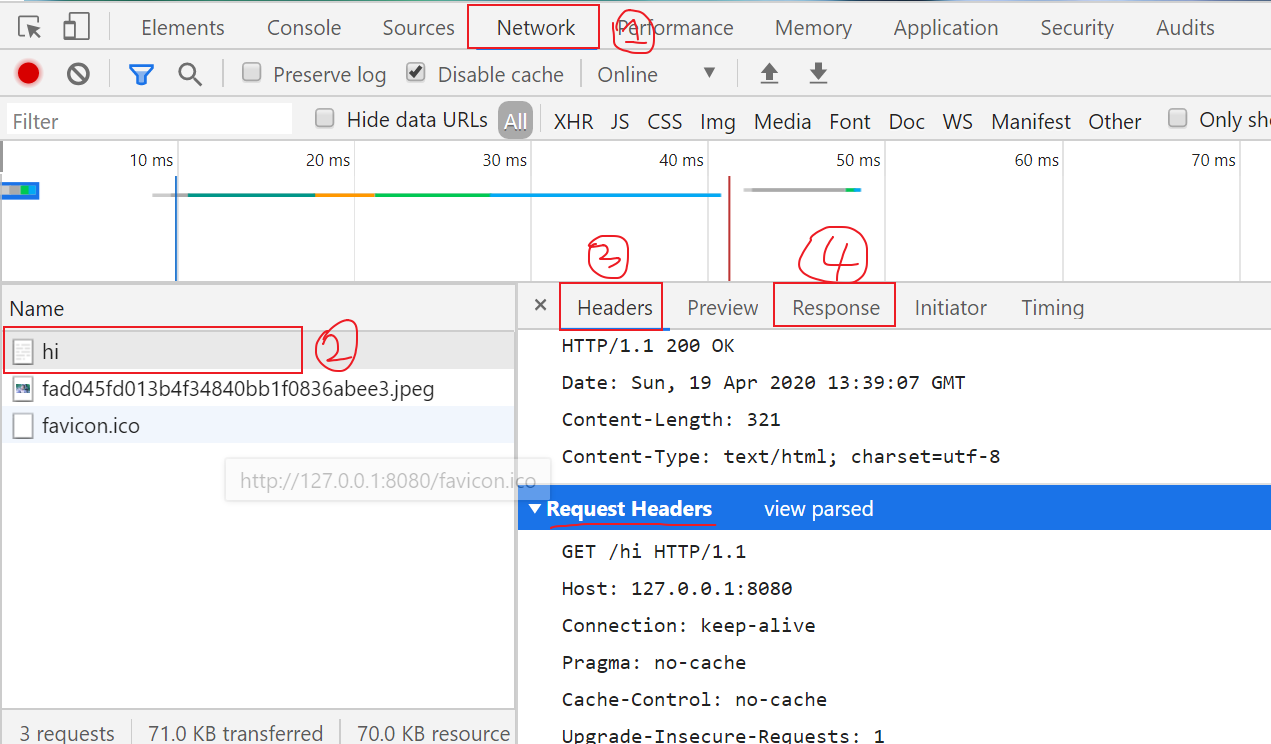 Elements Console Sources Network 1 Performance Memory Application Security Audits
Preserve log Disable cache Online
Filter Hide data URLs All XHR JS CSS Img Media Font Doc WS Manifest Other Only sho
10 ms 20 ms 30 ms 40 ms 50 ms 60 ms 70 ms
3 4
Name × Headers Preview Response Initiator Timing
hi 2
fad045fd013b4f34840bb1f0836abee3.jpeg
favicon.ico
http://127.0.0.1:8080/favicon.ico
HTTP/1.1 200 OK
Date: Sun, 19 Apr 2020 13:39:07 GMT
Content-Length: 321
Content-Type: text/html; charset=utf-8
Request Headers view parsed
GET /hi HTTP/1.1
Host: 127.0.0.1:8080
Connection: keep-alive
Pragma: no-cache
Cache-Control: no-cache
Upgrade-Insecure-Requests: 1
3 requests 71.0 KB transferred 70.0 KB resource